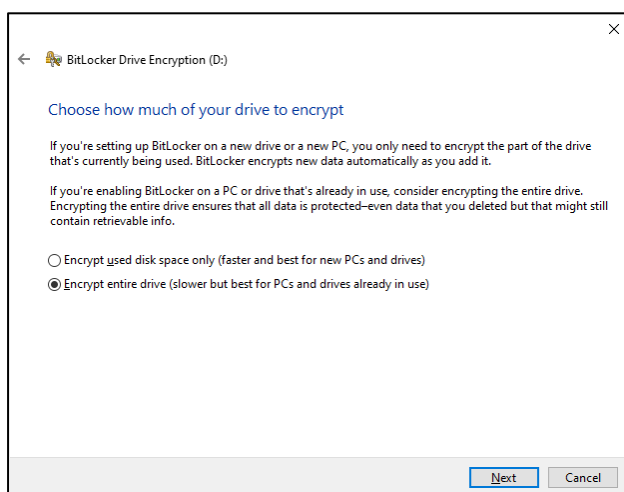 BitLocker Drive Encryption (D:)
Choose how much of your drive to encrypt
If you're setting up BitLocker on a new drive or a new PC, you only need to encrypt the part of the drive
that's currently being used. BitLocker encrypts new data automatically as you add it.
If you're enabling BitLocker on a PC or drive that's already in use, consider encrypting the entire drive.
Encrypting the entire drive ensures that all data is protected–even data that you deleted but that might still
contain retrievable info.
Encrypt used disk space only (faster and best for new PCs and drives)
Encrypt entire drive (slower but best for PCs and drives already in use)
Next Cancel